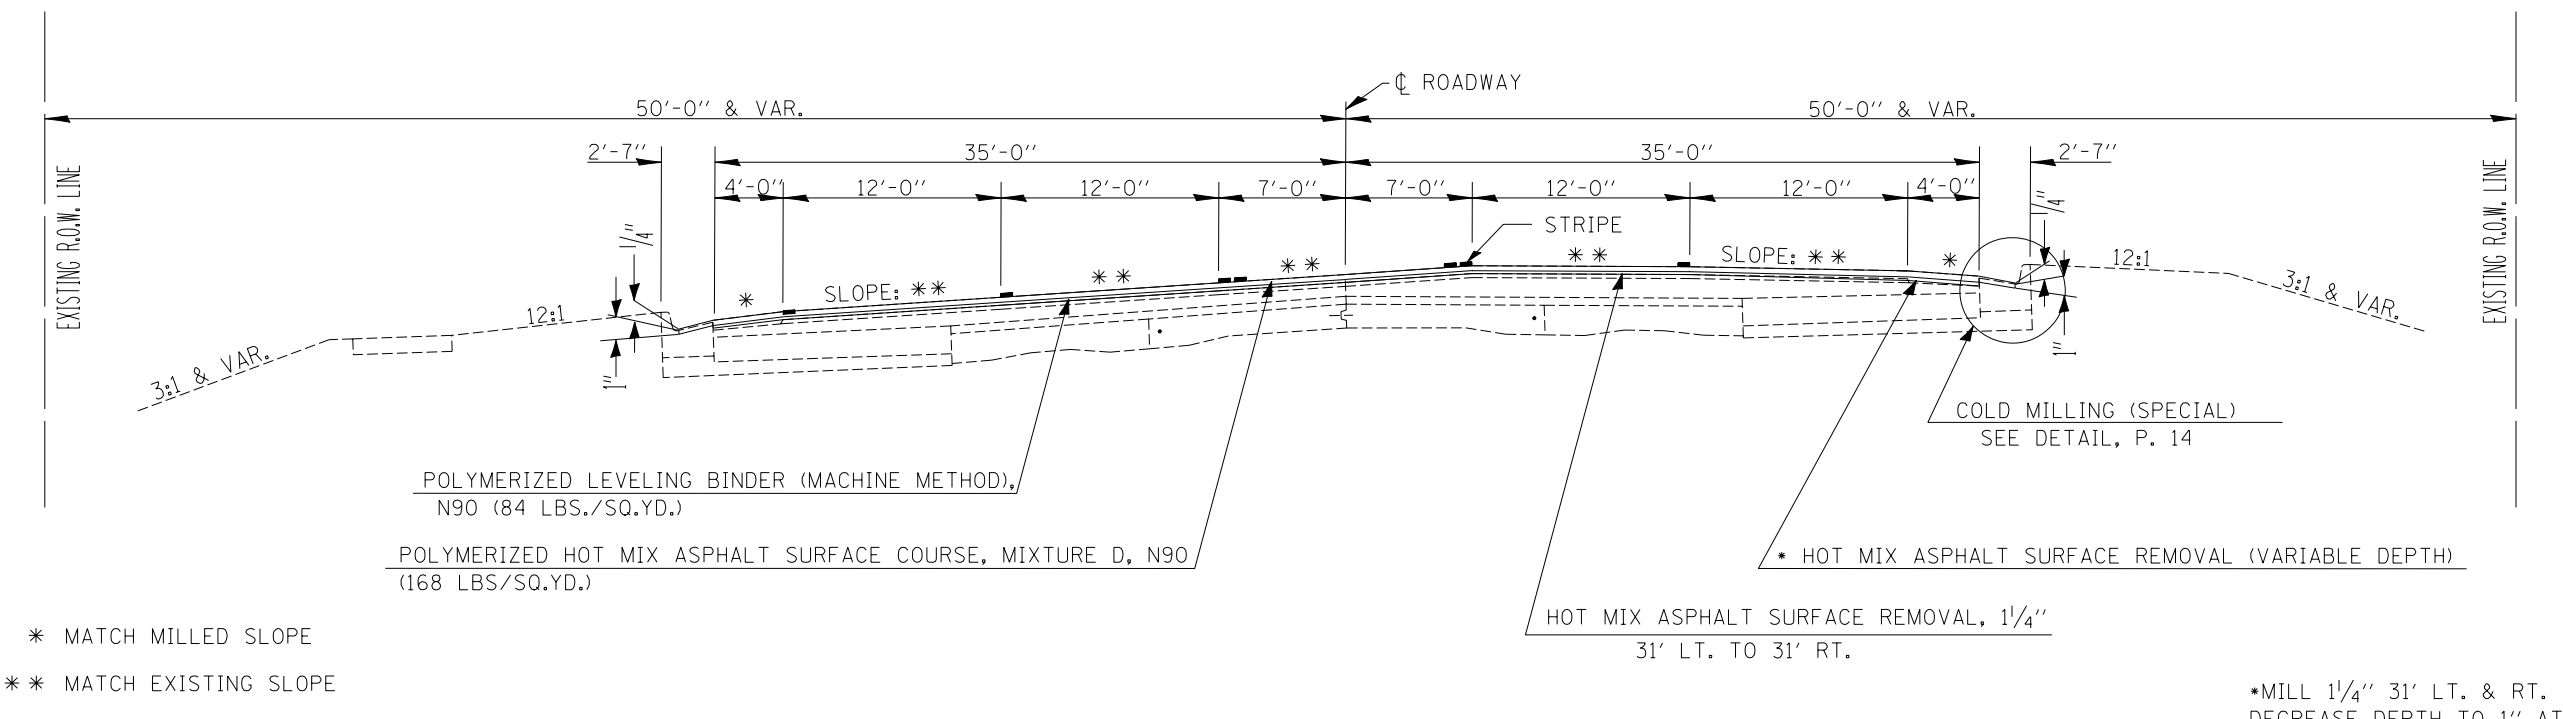 ℄ ROADWAY
50'-0" & VAR.
50'-0" & VAR.
2'-7"
35'-0"
35'-0"
2'-7"
4'-0"
12'-0"
12'-0"
7'-0"
7'-0"
12'-0"
12'-0"
4'-0"
EXISTING R.O.W. LINE
EXISTING R.O.W. LINE
1/4"
1/4"
STRIPE
* *
SLOPE: * *
*
12:1
* *
* *
SLOPE: * *
*
12:1
3:1 & VAR.
3:1 & VAR.
1"
1"
COLD MILLING (SPECIAL)
SEE DETAIL, P. 14
POLYMERIZED LEVELING BINDER (MACHINE METHOD),
N90 (84 LBS./SQ.YD.)
POLYMERIZED HOT MIX ASPHALT SURFACE COURSE, MIXTURE D, N90
(168 LBS/SQ.YD.)
* HOT MIX ASPHALT SURFACE REMOVAL (VARIABLE DEPTH)
HOT MIX ASPHALT SURFACE REMOVAL, 1 1/4"
31' LT. TO 31' RT.
* MATCH MILLED SLOPE
* * MATCH EXISTING SLOPE
*MILL 1 1/4" 31' LT. & RT.
DECREASE DEPTH TO 1" AT